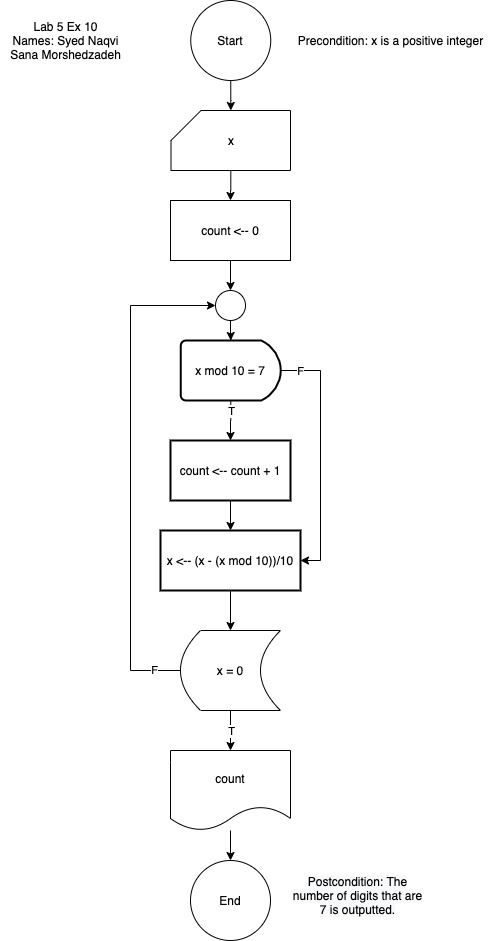 Lab 5 Ex 10
Names: Syed Naqvi
Sana Morshedzadeh
Start
Precondition: x is a positive integer
x
count <-- 0
x mod 10 = 7
F
T
count <-- count + 1
x <-- (x - (x mod 10))/10
x = 0
F
T
count
End
Postcondition: The
number of digits that are
7 is outputted.